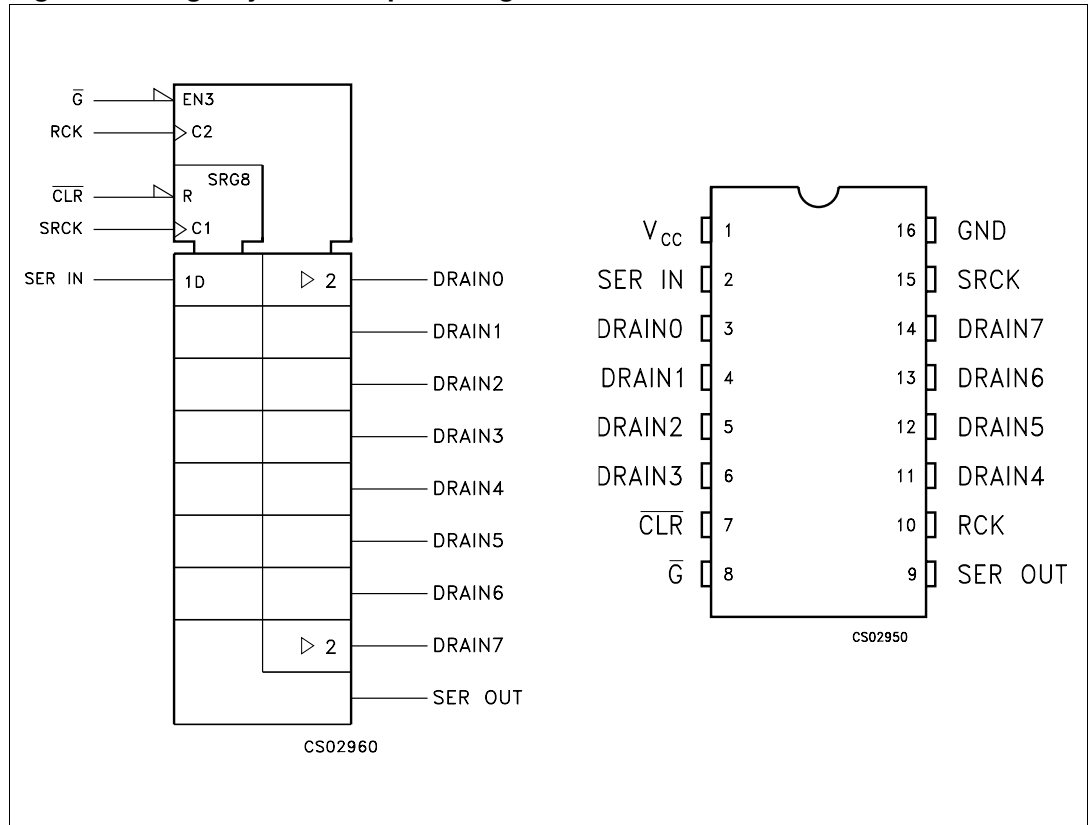 G̅
EN3
RCK
C2
SRG8
C̅L̅R̅
R
SRCK
C1
SER IN
1D
2
DRAIN0
DRAIN1
DRAIN2
DRAIN3
DRAIN4
DRAIN5
DRAIN6
2
DRAIN7
SER OUT
CS02960
VCC 1 16 GND
SER IN 2 15 SRCK
DRAIN0 3 14 DRAIN7
DRAIN1 4 13 DRAIN6
DRAIN2 5 12 DRAIN5
DRAIN3 6 11 DRAIN4
C̅L̅R̅ 7 10 RCK
G̅ 8 9 SER OUT
CS02950